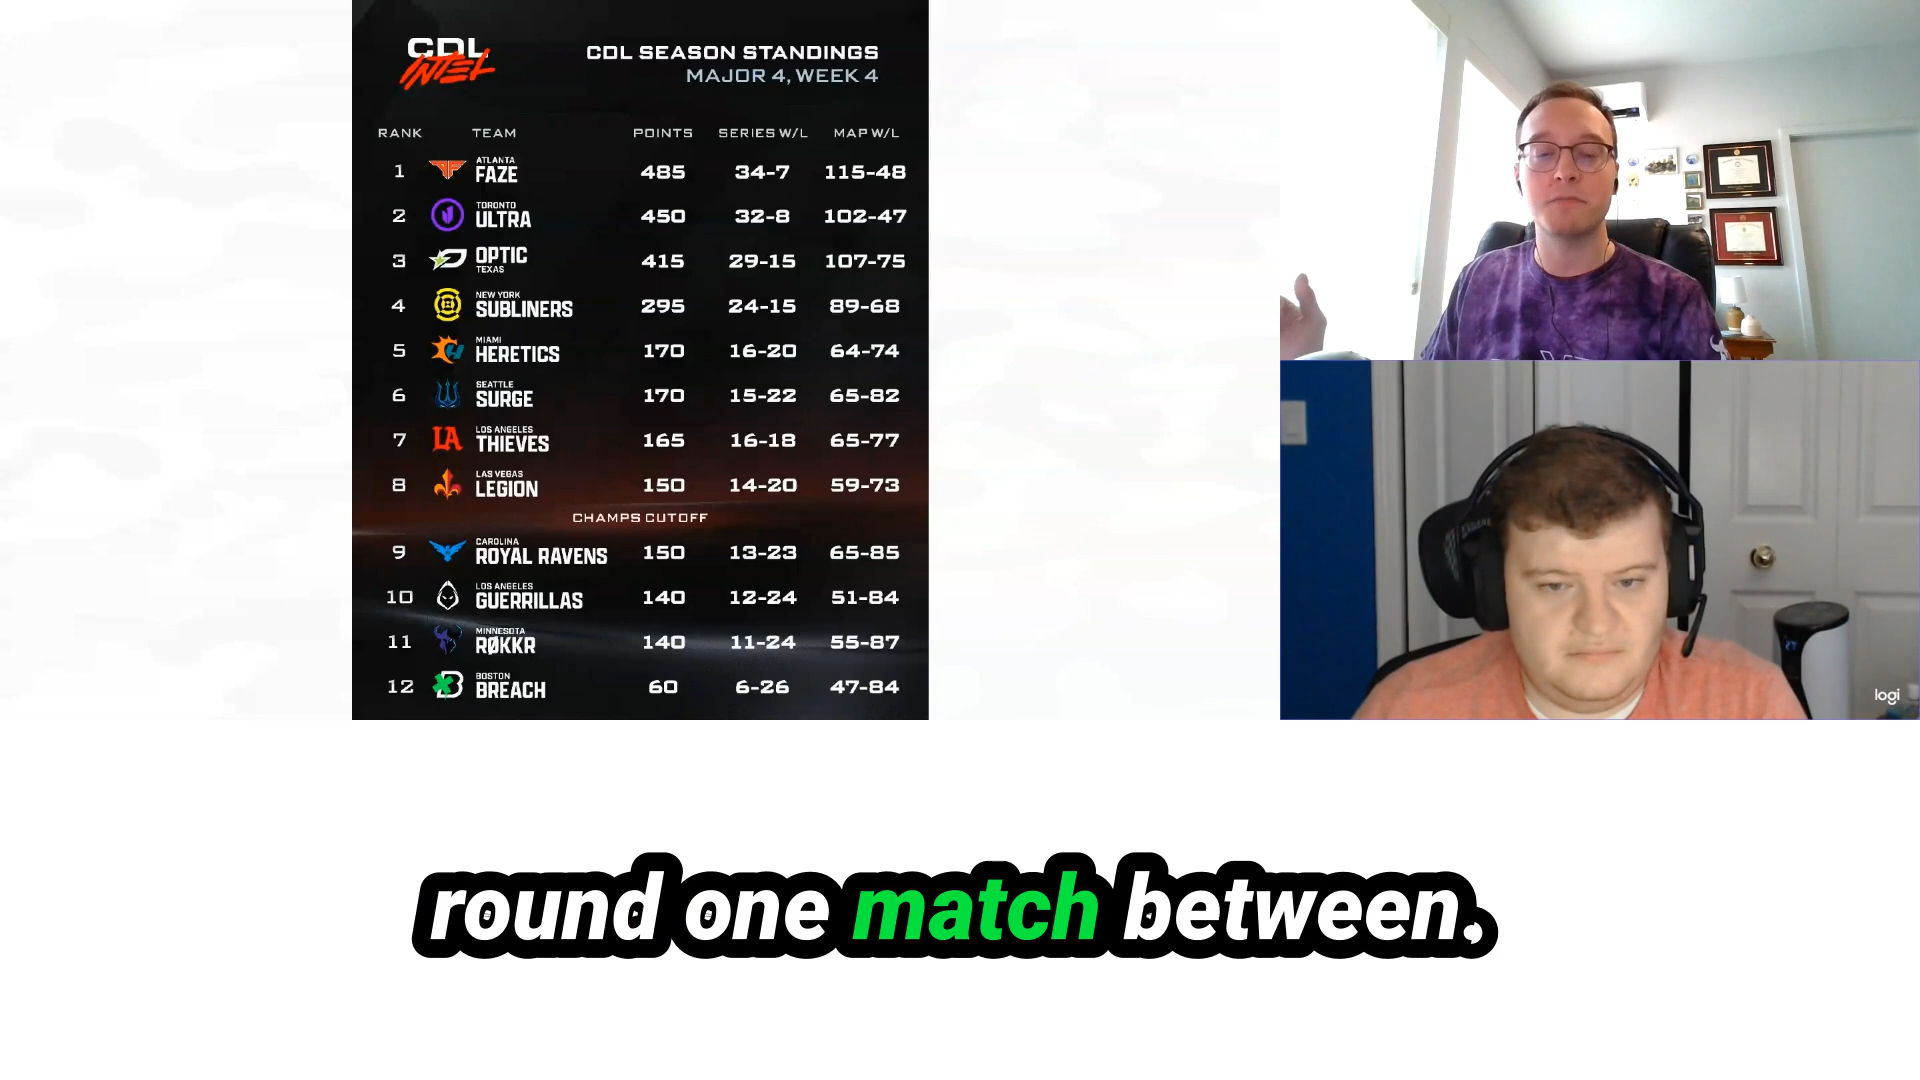 CDL
INTEL
CDL SEASON STANDINGS
MAJOR 4, WEEK 4
RANK TEAM POINTS SERIES W/L MAP W/L
1 ATLANTA FAZE 485 34-7 115-48
2 TORONTO ULTRA 450 32-8 102-47
3 OPTIC TEXAS 415 29-15 107-75
4 NEW YORK SUBLINERS 295 24-15 89-68
5 MIAMI HERETICS 170 16-20 64-74
6 SEATTLE SURGE 170 15-22 65-82
7 LA LOS ANGELES THIEVES 165 16-18 65-77
8 LAS VEGAS LEGION 150 14-20 59-73
CHAMPS CUTOFF
9 CAROLINA ROYAL RAVENS 150 13-23 65-85
10 LOS ANGELES GUERRILLAS 140 12-24 51-84
11 MINNESOTA RØKKR 140 11-24 55-87
12 B BOSTON BREACH 60 6-26 47-84
logi
round one match between,